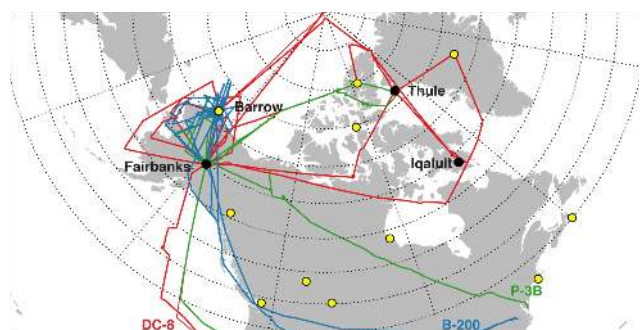 Barrow
Thule
Fairbanks
Iqaluit
P-3B
DC-8
B-200